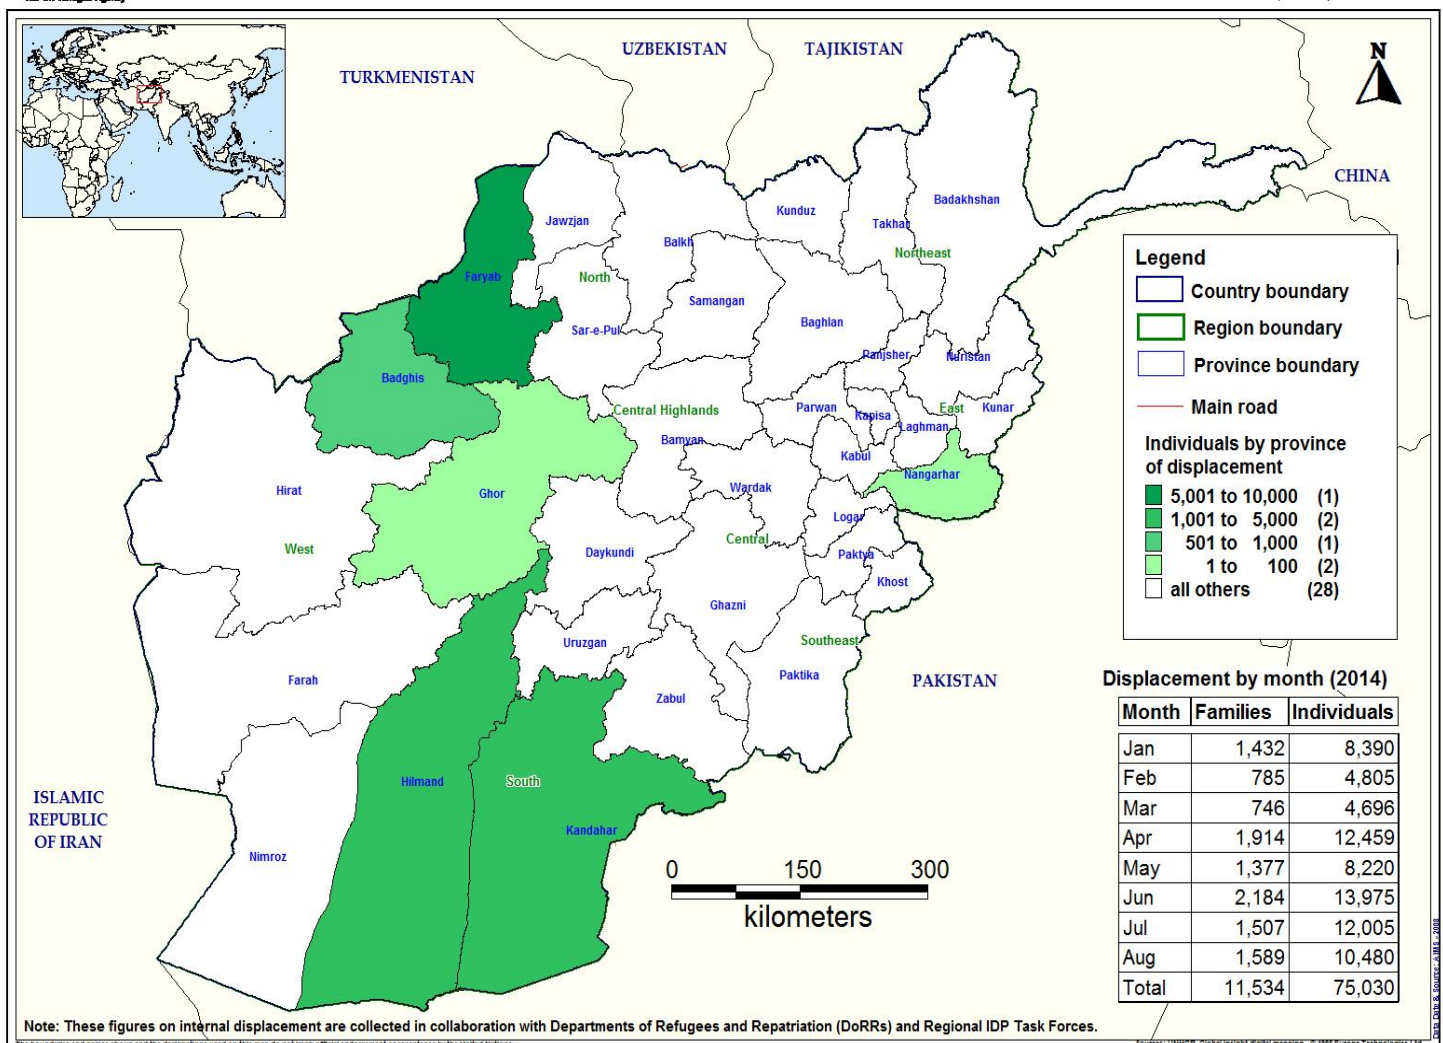 UZBEKISTAN
TAJIKISTAN
TURKMENISTAN
N
CHINA
Jawzjan
Balkh
Kunduz
Takhar
Badakhshan
Northeast
Faryab
North
Samangan
Sar-e-Pul
Baghlan
Panjsher
Nuristan
Badghis
Central Highlands
Parwan
Kapisa
East
Kunar
Laghman
Bamyan
Kabul
Nangarhar
Hirat
Ghor
Wardak
Logar
West
Daykundi
Central
Paktya
Khost
Ghazni
Uruzgan
Southeast
Farah
Zabul
Paktika
PAKISTAN
Hilmand
South
Kandahar
Nimroz
ISLAMIC
REPUBLIC
OF IRAN
0 150 300
kilometers
Legend
Country boundary
Region boundary
Province boundary
Main road
Individuals by province
of displacement
5,001 to 10,000 (1)
1,001 to 5,000 (2)
501 to 1,000 (1)
1 to 100 (2)
all others (28)
Displacement by month (2014)
Month Families Individuals
Jan 1,432 8,390
Feb 785 4,805
Mar 746 4,696
Apr 1,914 12,459
May 1,377 8,220
Jun 2,184 13,975
Jul 1,507 12,005
Aug 1,589 10,480
Total 11,534 75,030
Data Date & Source: AIMS - 2008
Note: These figures on internal displacement are collected in collaboration with Departments of Refugees and Repatriation (DoRRs) and Regional IDP Task Forces.